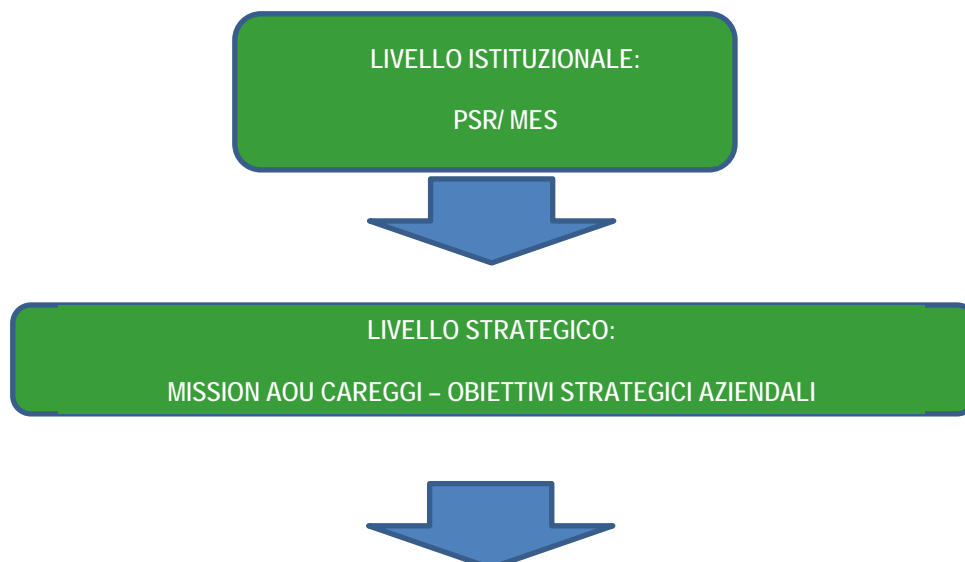 LIVELLO ISTITUZIONALE:
PSR/ MES
LIVELLO STRATEGICO:
MISSION AOU CAREGGI – OBIETTIVI STRATEGICI AZIENDALI